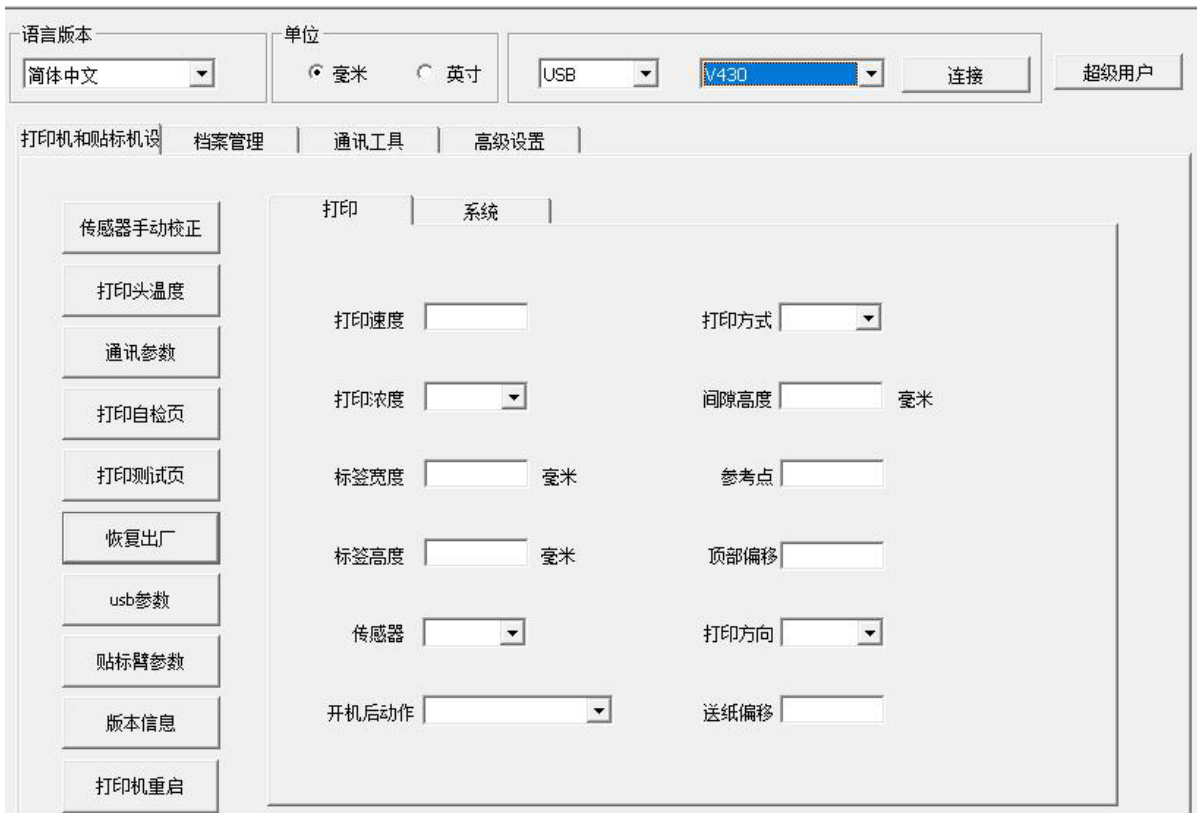 语言版本
单位
简体中文
毫米 英寸
USB V430 连接 超级用户
打印机和贴标机设 档案管理 通讯工具 高级设置
传感器手动校正
打印头温度
通讯参数
打印自检页
打印测试页
恢复出厂
usb参数
贴标臂参数
版本信息
打印机重启
打印 系统
打印速度 打印方式
打印浓度 间隙高度 毫米
标签宽度 毫米 参考点
标签高度 毫米 顶部偏移
传感器 打印方向
开机后动作 送纸偏移